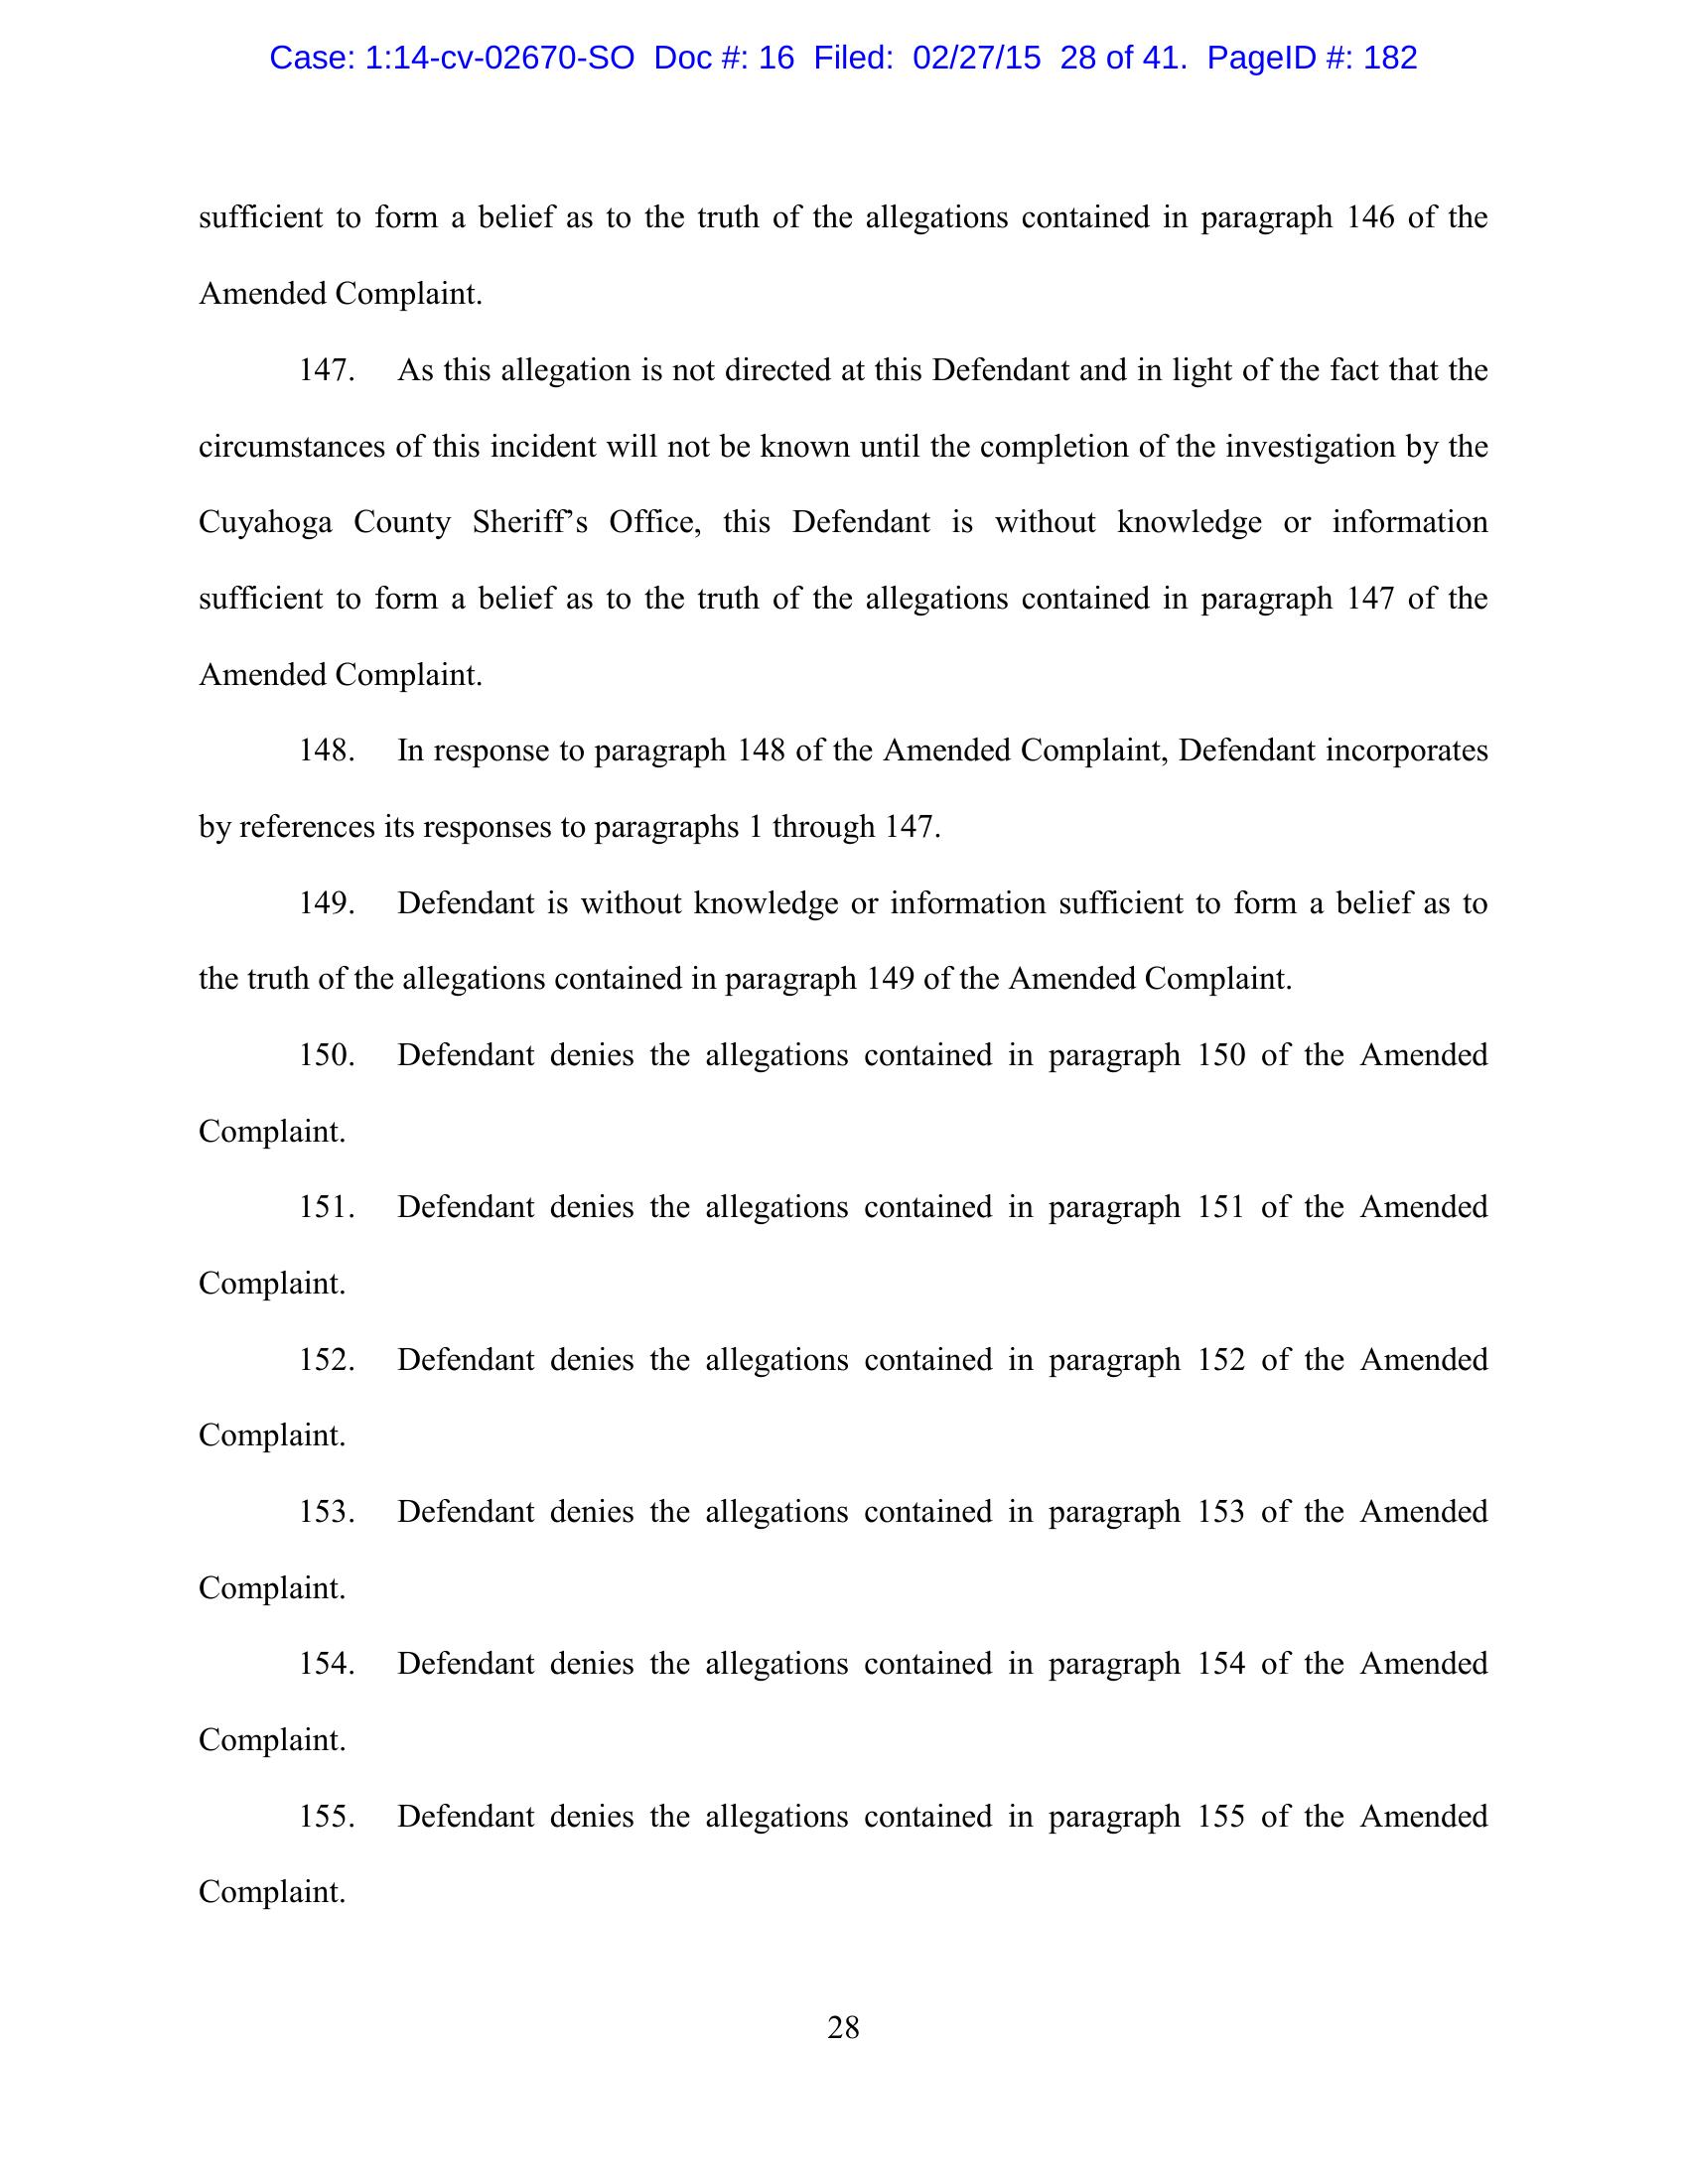 Case: 1:14-cv-02670-SO Doc #: 16 Filed: 02/27/15 28 of 41. PageID #: 182
sufficient to form a belief as to the truth of the allegations contained in paragraph 146 of the
Amended Complaint.
147. As this allegation is not directed at this Defendant and in light of the fact that the
circumstances of this incident will not be known until the completion of the investigation by the
Cuyahoga County Sheriff’s Office, this Defendant is without knowledge or information
sufficient to form a belief as to the truth of the allegations contained in paragraph 147 of the
Amended Complaint.
148. In response to paragraph 148 of the Amended Complaint, Defendant incorporates
by references its responses to paragraphs 1 through 147.
149. Defendant is without knowledge or information sufficient to form a belief as to
the truth of the allegations contained in paragraph 149 of the Amended Complaint.
150. Defendant denies the allegations contained in paragraph 150 of the Amended
Complaint.
151. Defendant denies the allegations contained in paragraph 151 of the Amended
Complaint.
152. Defendant denies the allegations contained in paragraph 152 of the Amended
Complaint.
153. Defendant denies the allegations contained in paragraph 153 of the Amended
Complaint.
154. Defendant denies the allegations contained in paragraph 154 of the Amended
Complaint.
155. Defendant denies the allegations contained in paragraph 155 of the Amended
Complaint.
28